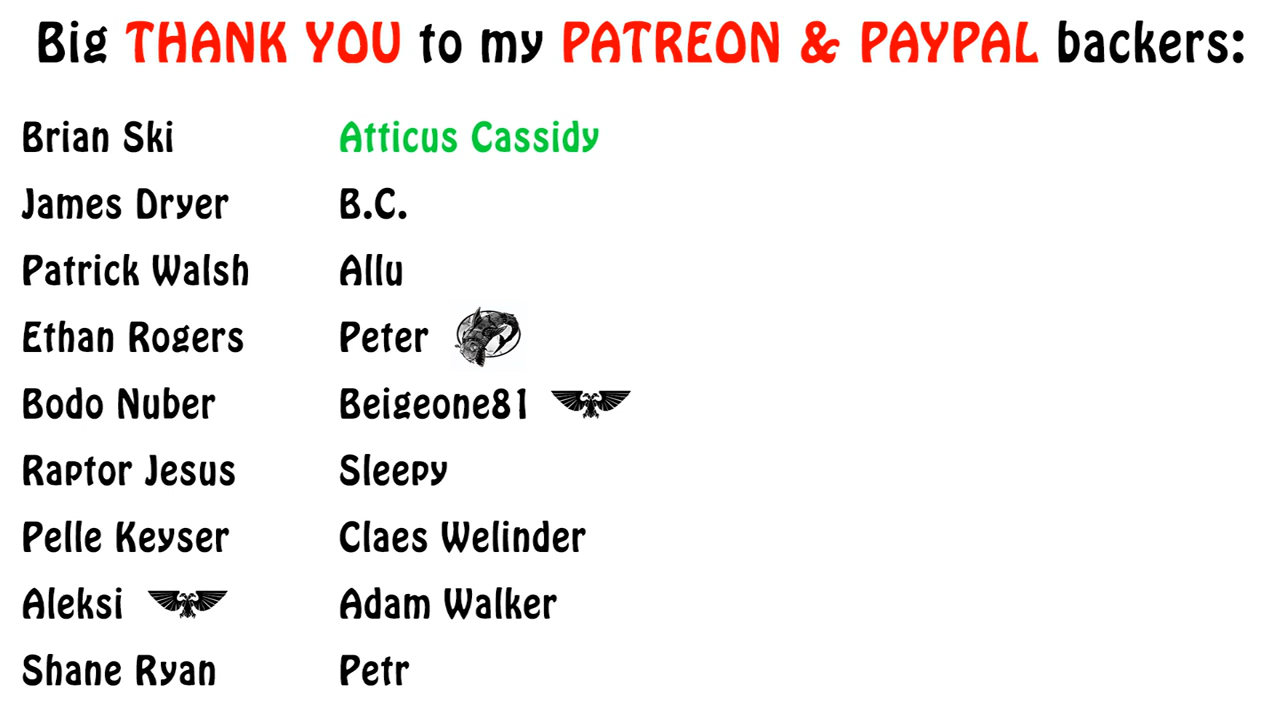 Big THANK YOU to my PATREON & PAYPAL backers:
Brian Ski
James Dryer
Patrick Walsh
Ethan Rogers
Bodo Nuber
Raptor Jesus
Pelle Keyser
Aleksi
Shane Ryan
Atticus Cassidy
B.C.
Allu
Peter
Beigeone81
Sleepy
Claes Welinder
Adam Walker
Petr